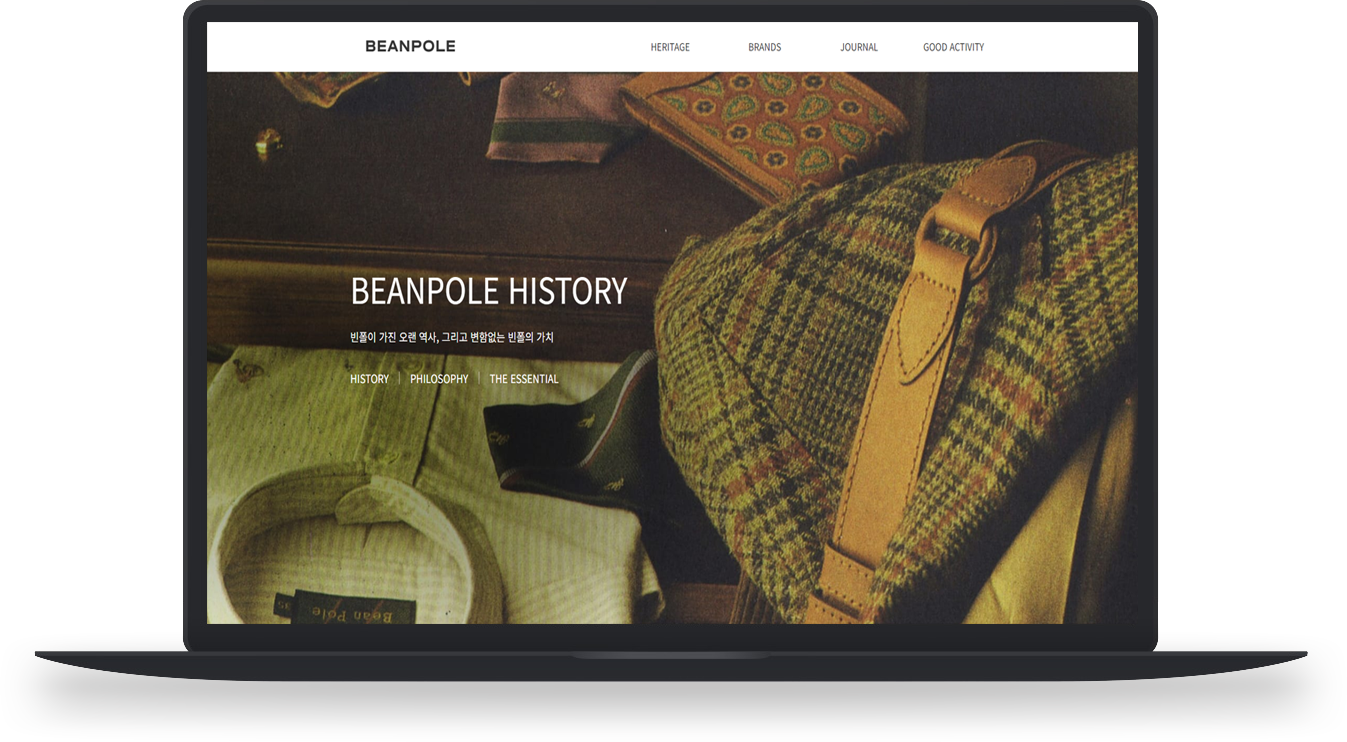 BEANPOLE
HERITAGE BRANDS JOURNAL GOOD ACTIVITY
BEANPOLE HISTORY
빈폴이 가진 오랜 역사, 그리고 변함없는 빈폴의 가치
HISTORY | PHILOSOPHY | THE ESSENTIAL
Bean Pole